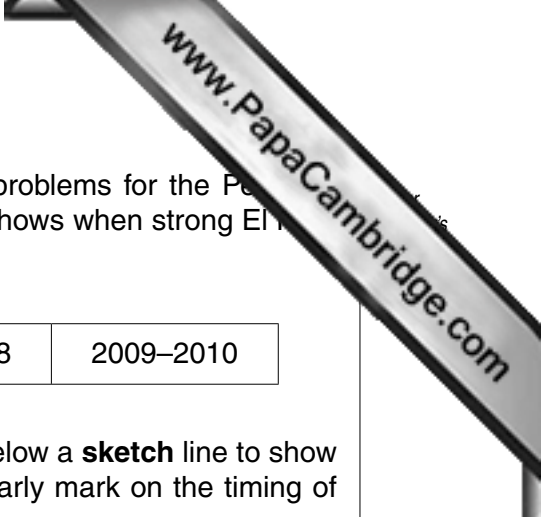 www.PapaCambridge.com
problems for the
hows when strong El
8 2009–2010
elow a sketch line to show
arly mark on the timing of